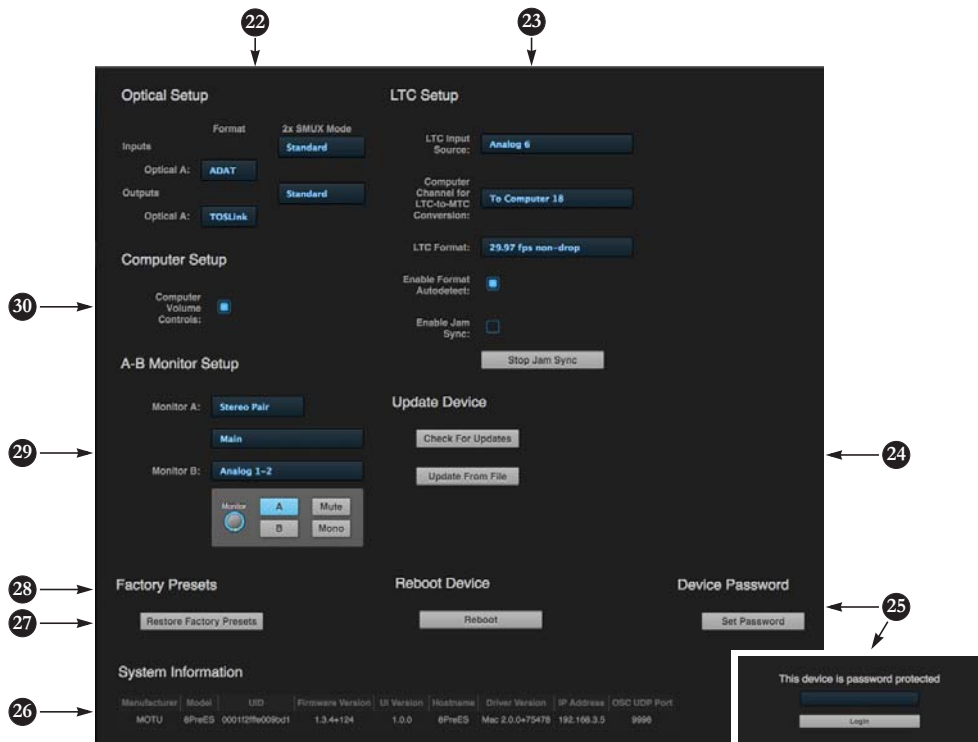 22
23
Optical Setup
Format 2x SMUX Mode
Inputs Standard
Optical A: ADAT
Outputs Standard
Optical A: TOSLink
Computer Setup
30
Computer
Volume
Controls:
A-B Monitor Setup
Monitor A: Stereo Pair
Main
29
Monitor B: Analog 1-2
Monitor A Mute
B Mono
LTC Setup
LTC Input
Source: Analog 6
Computer
Channel for
LTC-to-MTC
Conversion: To Computer 18
LTC Format: 29.97 fps non-drop
Enable Format
Autodetect:
Enable Jam
Sync:
Stop Jam Sync
Update Device
Check For Updates
24
Update From File
28
Factory Presets
27
Restore Factory Presets
Reboot Device
Reboot
Device Password
25
Set Password
System Information
26
Manufacturer Model UID Firmware Version UI Version Hostname Driver Version IP Address OSC UDP Port
MOTU 8PreES 0001f2fffe009bd1 1.3.4+124 1.0.0 8PreES Mac 2.0.0+75478 192.168.3.5 9998
This device is password protected
Login